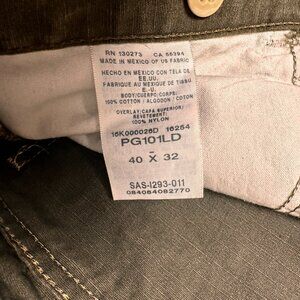 RN 130273 CA 55394
MADE IN MEXICO OF US FABRIC
HECHO EN MEXICO CON TELA DE
EE.UU.
FABRIQUE AU MEXIQUE DE TISSU
E.-U.
BODY/CUERPO/CORPS:
100% COTTON / ALGODON / COTON
OVERLAY/CAPA SUPERIOR/
REVETEMENT:
100% NYLON
16K000026D 16254
PG101LD
-
40 X 32
SAS-I293-011
084084082770